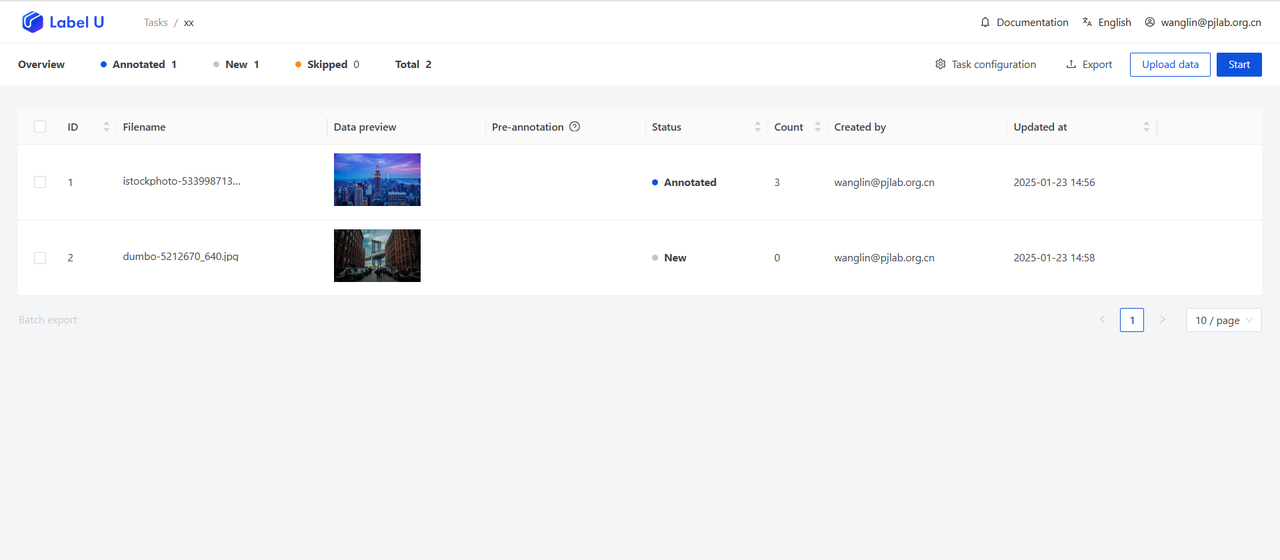 Label U Tasks / xx Documentation English wanglin@pjlab.org.cn
Overview Annotated 1 New 1 Skipped 0 Total 2 Task configuration Export Upload data Start
ID Filename Data preview Pre-annotation Status Count Created by Updated at
1 istockphoto-533998713... Annotated 3 wanglin@pjlab.org.cn 2025-01-23 14:56
2 dumbo-5212670_640.jpg New 0 wanglin@pjlab.org.cn 2025-01-23 14:58
Batch export < 1 > 10 / page